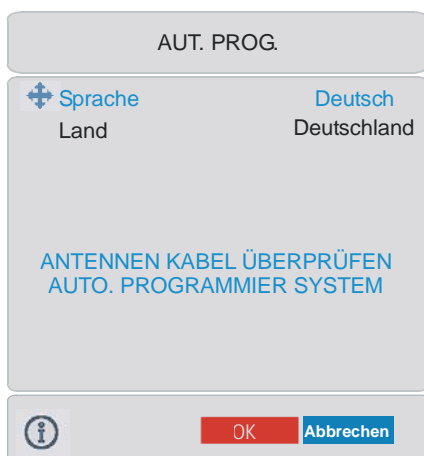 AUT. PROG.
Sprache Deutsch
Land Deutschland
ANTENNEN KABEL ÜBERPRÜFEN
AUTO. PROGRAMMIER SYSTEM
OK Abbrechen